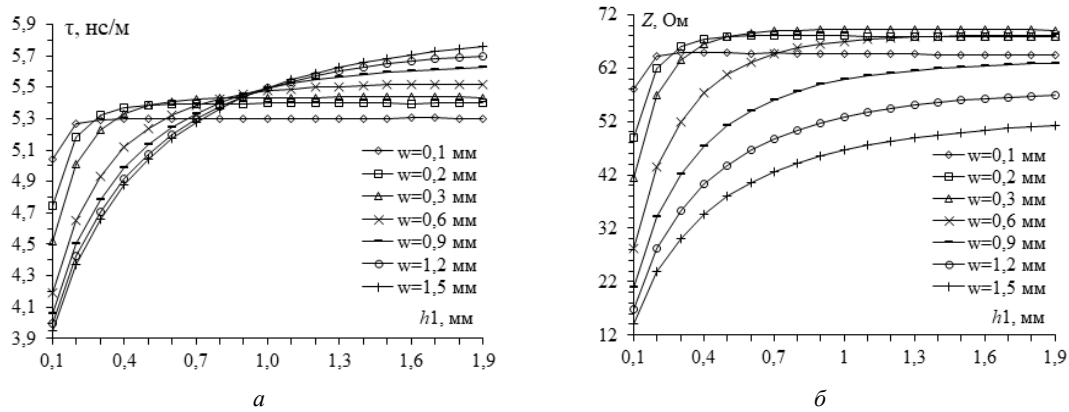 τ, нс/м
5,9
5,7
5,5
5,3
5,1
4,9
4,7
4,5
4,3
4,1
3,9
0,1 0,4 0,7 1,0 1,3 1,6 1,9
w=0,1 мм
w=0,2 мм
w=0,3 мм
w=0,6 мм
w=0,9 мм
w=1,2 мм
w=1,5 мм
h1, мм
а
Z, Ом
72
62
52
42
32
22
12
0,1 0,4 0,7 1 1,3 1,6 1,9
w=0,1 мм
w=0,2 мм
w=0,3 мм
w=0,6 мм
w=0,9 мм
w=1,2 мм
w=1,5 мм
h1, мм
б